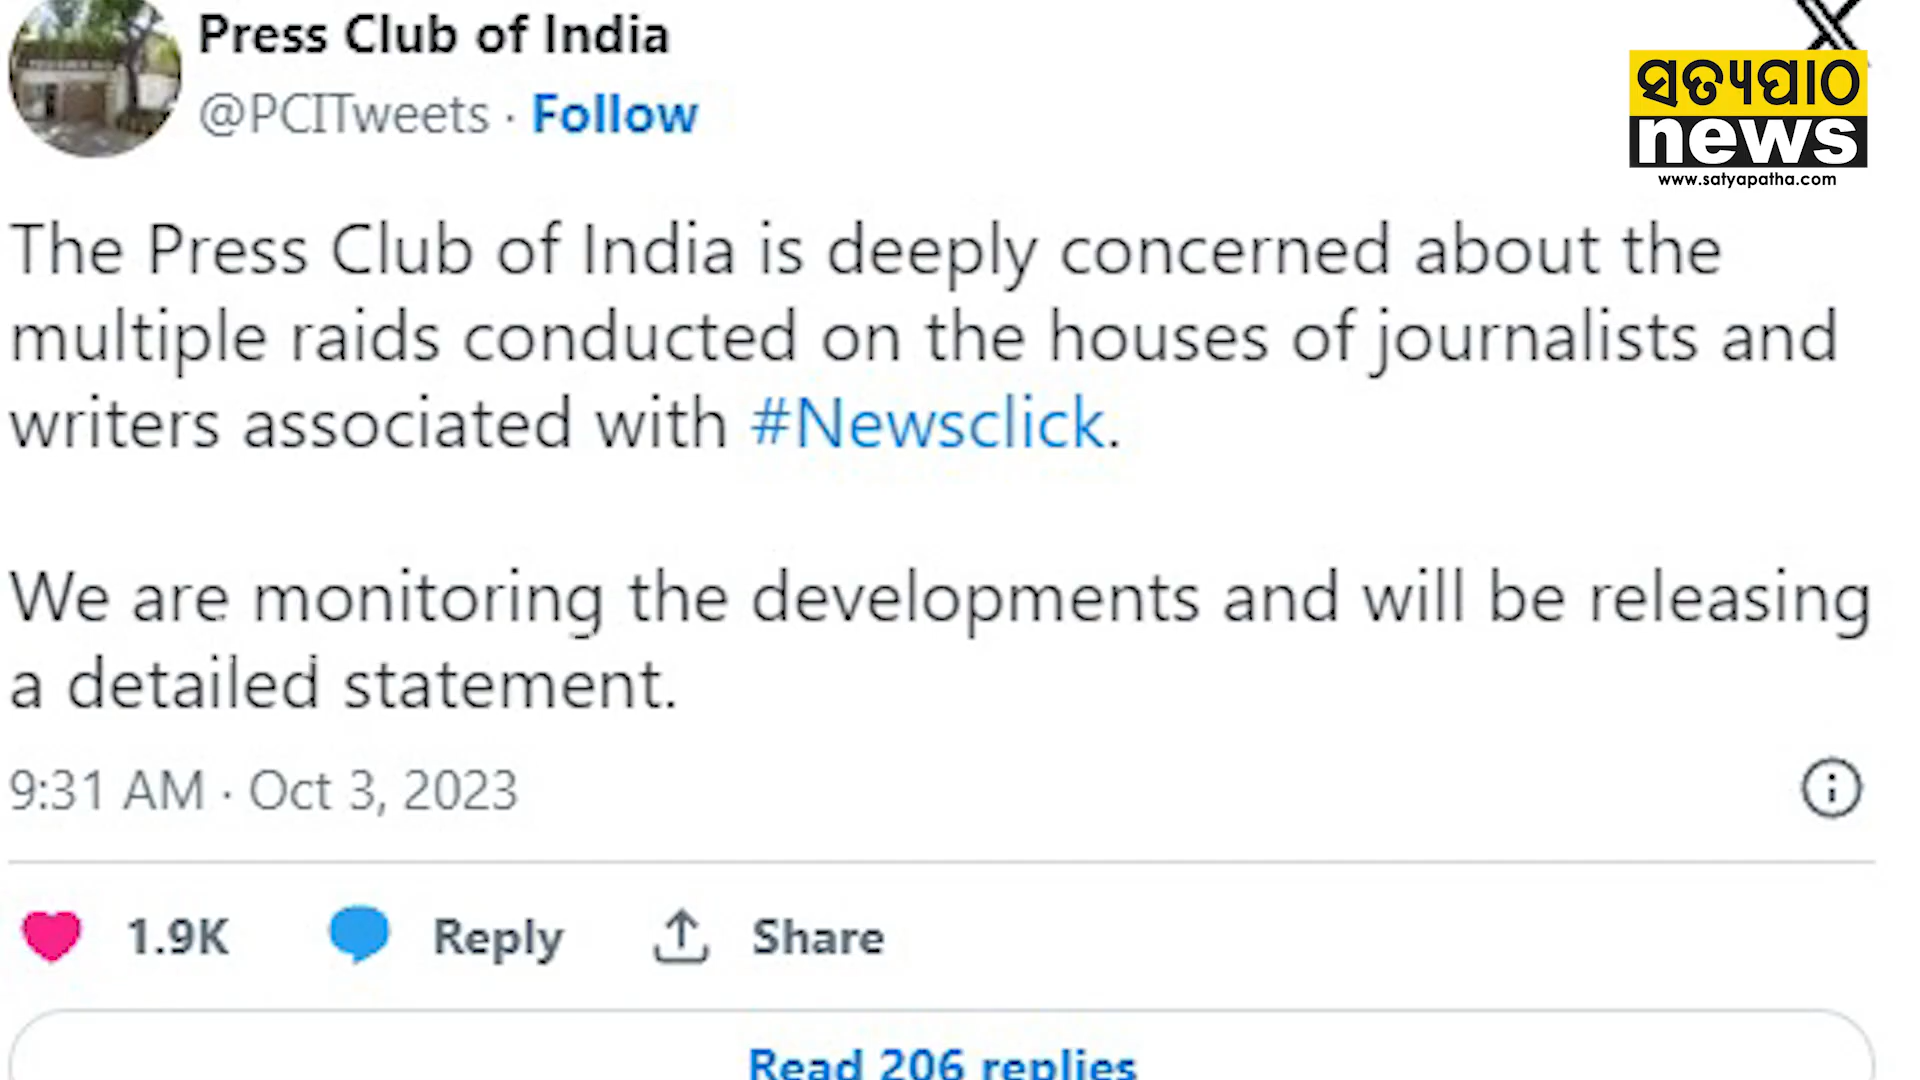 Press Club of India
@PCITweets · Follow
ସତ୍ୟପାଠ
news
www.satyapatha.com
The Press Club of India is deeply concerned about the
multiple raids conducted on the houses of journalists and
writers associated with #Newsclick.
We are monitoring the developments and will be releasing
a detailed statement.
9:31 AM · Oct 3, 2023
1.9K Reply Share
Read 206 replies